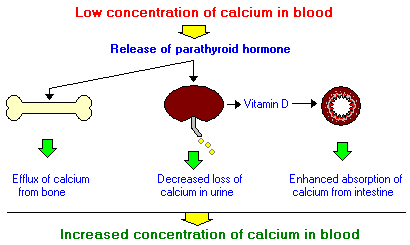 Low concentration of calcium in blood
Release of parathyroid hormone
Vitamin D
Efflux of calcium
from bone
Decreased loss of
calcium in urine
Enhanced absorption of
calcium from intestine
Increased concentration of calcium in blood